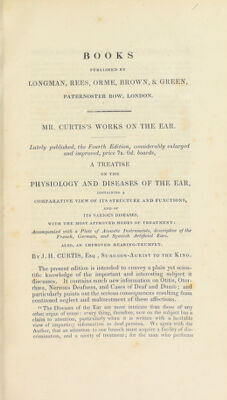 BOOKS
PUBLISHED BY
LONGMAN, REES, ORME, BROWN, & GREEN,
PATERNOSTER ROW, LONDON.
MR. CURTIS'S WORKS ON THE EAR.
Lately published, the Fourth Edition, considerably enlarged
and improved, price 7s. 6d. boards,
A TREATISE
ON THE
PHYSIOLOGY AND DISEASES OF THE EAR,
CONTAINING A
COMPARATIVE VIEW OF ITS STRUCTURE AND FUNCTIONS,
AND OF
ITS VARIOUS DISEASES,
WITH THE MOST APPROVED MODES OF TREATMENT:
Accompanied with a Plate of Acoustic Instruments, descriptive of the
French, German, and Spanish Artificial Ears.
ALSO, AN IMPROVED HEARING-TRUMPET.
BY J. H. CURTIS, ESQ., SURGEON-AURIST TO THE KING.
The present edition is intended to convey a plain yet scien-
tific knowledge of the important and interesting subject it
discusses. It contains much new information on Otitis, Otor-
rhœa, Nervous Deafness, and Cases of Deaf and Dumb; and
particularly points out the serious consequences resulting from
continued neglect and maltreatment of these affections.
"The Diseases of the Ear are more intricate than those of any
other organ of sense: every thing, therefore, new on the subject has a
claim to attention, particularly when it is written with a laudable
view of imparting information to deaf persons. We agree with the
Author, that an attention to one branch must acquire a facility of dis-
crimination, and a nicety of treatment, far the man who performs